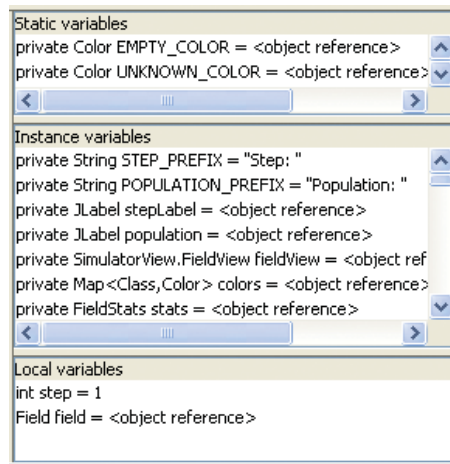 Static variables
private Color EMPTY_COLOR = <object reference>
private Color UNKNOWN_COLOR = <object reference>
Instance variables
private String STEP_PREFIX = "Step: "
private String POPULATION_PREFIX = "Population: "
private JLabel stepLabel = <object reference>
private JLabel population = <object reference>
private SimulatorView.FieldView fieldView = <object ref
private Map<Class,Color> colors = <object reference>
private FieldStats stats = <object reference>
Local variables
int step = 1
Field field = <object reference>